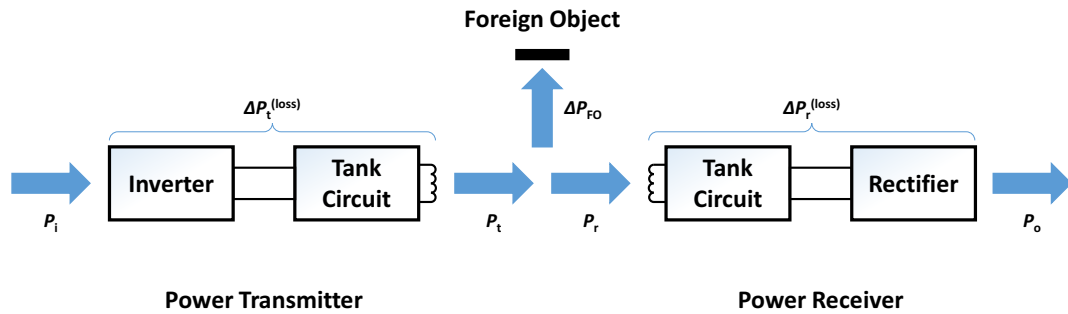 Foreign Object
ΔPt(loss)
ΔPFO
ΔPr(loss)
Inverter
Tank
Circuit
Tank
Circuit
Rectifier
Pi
Pt
Pr
Po
Power Transmitter
Power Receiver